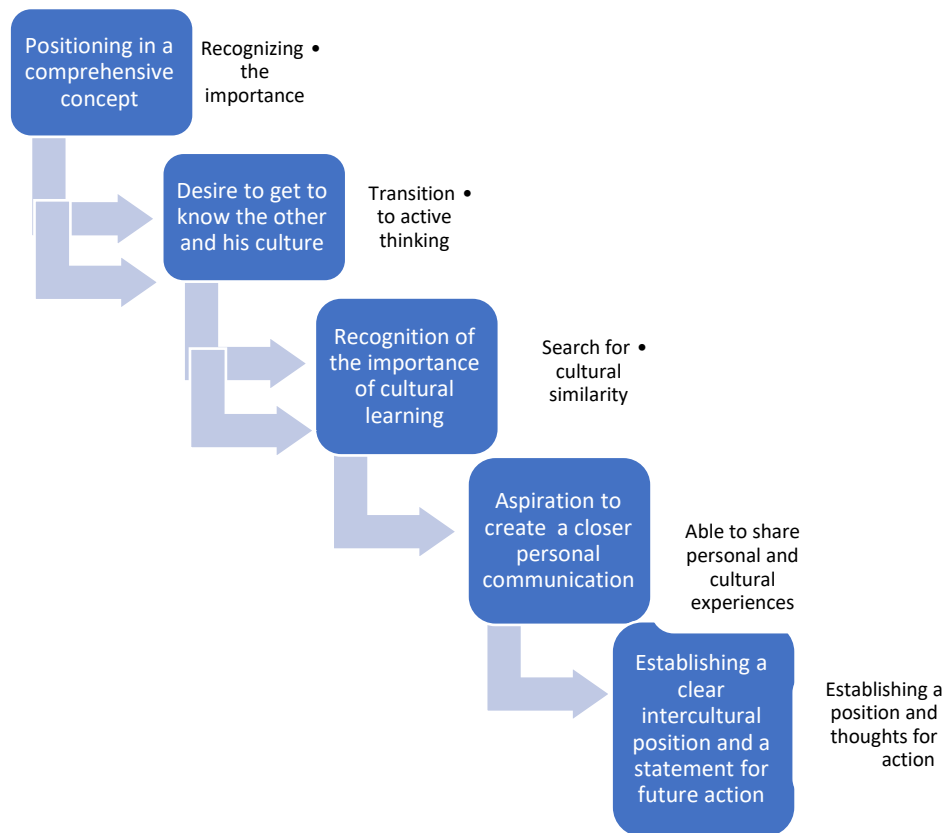 Positioning in a
comprehensive
concept
Recognizing •
the
importance
Desire to get to
know the other
and his culture
Transition •
to active
thinking
Recognition of
the importance
of cultural
learning
Search for •
cultural
similarity
Aspiration to
create a closer
personal
communication
Able to share
personal and
cultural
experiences
Establishing a
clear
intercultural
position and a
statement for
future action
Establishing a
position and
thoughts for
action